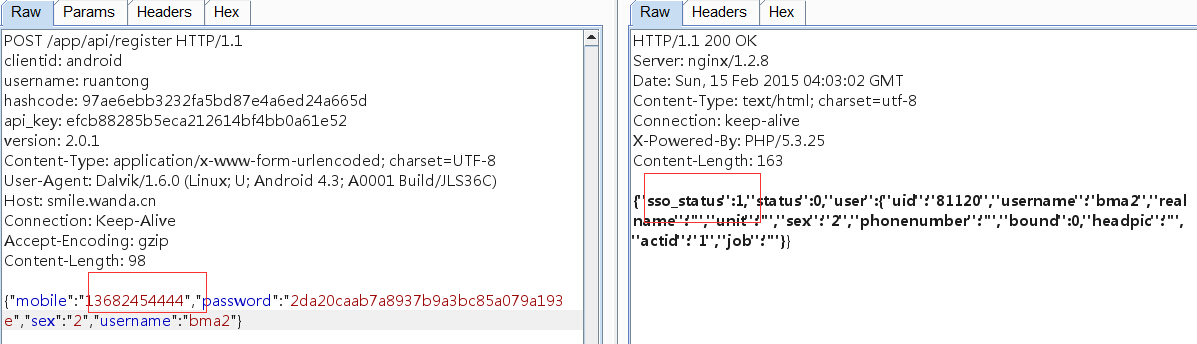 Raw Params Headers Hex
POST /app/api/register HTTP/1.1
clientid: android
username: ruantong
hashcode: 97ae6ebb3232fa5bd87e4a6ed24a665d
api_key: efcb88285b5eca212614bf4bb0a61e52
version: 2.0.1
Content-Type: application/x-www-form-urlencoded; charset=UTF-8
User-Agent: Dalvik/1.6.0 (Linux; U; Android 4.3; A0001 Build/JLS36C)
Host: smile.wanda.cn
Connection: Keep-Alive
Accept-Encoding: gzip
Content-Length: 98
{"mobile":"13682454444","password":"2da20caab7a8937b9a3bc85a079a193
e","sex":"2","username":"bma2"}
Raw Headers Hex
HTTP/1.1 200 OK
Server: nginx/1.2.8
Date: Sun, 15 Feb 2015 04:03:02 GMT
Content-Type: text/html; charset=utf-8
Connection: keep-alive
X-Powered-By: PHP/5.3.25
Content-Length: 163
{"sso_status":1,"status":0,"user":{"uid":"81120","username":"bma2","real
name":"","unit":"","sex":"2","phonenumber":"","bound":0,"headpic":"",
"actid":"1","job":""}}